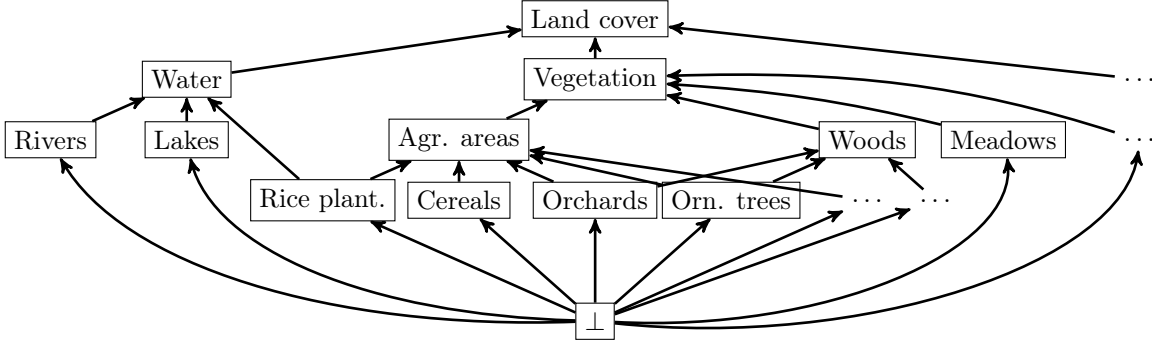 Land cover
Water
Vegetation
...
Rivers
Lakes
Agr. areas
Woods
Meadows
...
Rice plant.
Cereals
Orchards
Orn. trees
...
...
⊥